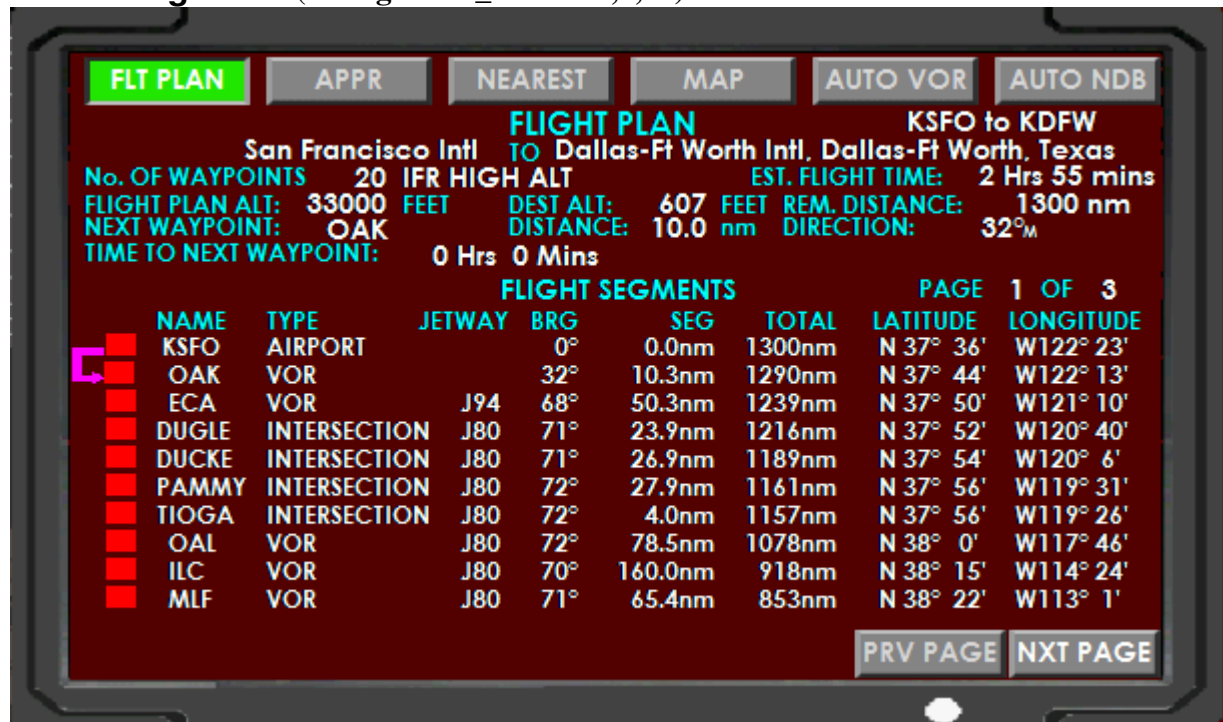 FLT PLAN APPR NEAREST MAP AUTO VOR AUTO NDB
FLIGHT PLAN KSFO to KDFW
San Francisco Intl TO Dallas-Ft Worth Intl, Dallas-Ft Worth, Texas
No. OF WAYPOINTS 20 IFR HIGH ALT EST. FLIGHT TIME: 2 Hrs 55 mins
FLIGHT PLAN ALT: 33000 FEET DEST ALT: 607 FEET REM. DISTANCE: 1300 nm
NEXT WAYPOINT: OAK DISTANCE: 10.0 nm DIRECTION: 32°M
TIME TO NEXT WAYPOINT: 0 Hrs 0 Mins
FLIGHT SEGMENTS PAGE 1 OF 3
NAME TYPE JETWAY BRG SEG TOTAL LATITUDE LONGITUDE
KSFO AIRPORT 0° 0.0nm 1300nm N 37° 36' W122° 23'
OAK VOR 32° 10.3nm 1290nm N 37° 44' W122° 13'
ECA VOR J94 68° 50.3nm 1239nm N 37° 50' W121° 10'
DUGLE INTERSECTION J80 71° 23.9nm 1216nm N 37° 52' W120° 40'
DUCKE INTERSECTION J80 71° 26.9nm 1189nm N 37° 54' W120° 6'
PAMMY INTERSECTION J80 72° 27.9nm 1161nm N 37° 56' W119° 31'
TIOGA INTERSECTION J80 72° 4.0nm 1157nm N 37° 56' W119° 26'
OAL VOR J80 72° 78.5nm 1078nm N 38° 0' W117° 46'
ILC VOR J80 70° 160.0nm 918nm N 38° 15' W114° 24'
MLF VOR J80 71° 65.4nm 853nm N 38° 22' W113° 1'
PRV PAGE NXT PAGE